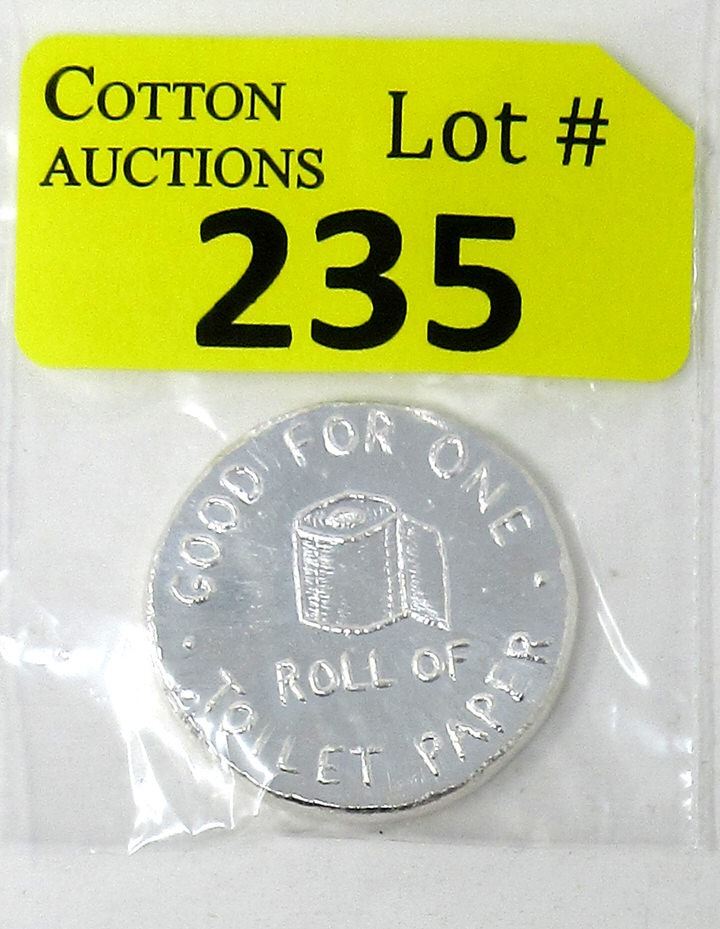 COTTON
AUCTIONS
Lot #
235
GOOD FOR ONE
ROLL OF
TOILET PAPER